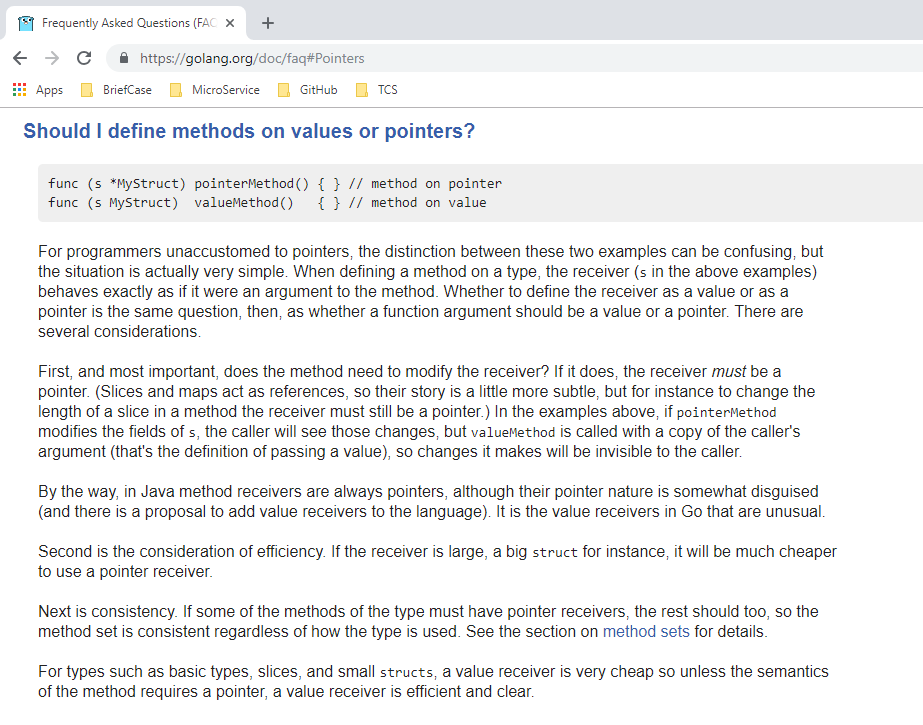 Frequently Asked Questions (FAC
https://golang.org/doc/faq#Pointers
Apps BriefCase MicroService GitHub TCS
Should I define methods on values or pointers?
func (s *MyStruct) pointerMethod() { } // method on pointer
func (s MyStruct)  valueMethod()   { } // method on value
For programmers unaccustomed to pointers, the distinction between these two examples can be confusing, but
the situation is actually very simple. When defining a method on a type, the receiver (s in the above examples)
behaves exactly as if it were an argument to the method. Whether to define the receiver as a value or as a
pointer is the same question, then, as whether a function argument should be a value or a pointer. There are
several considerations.
First, and most important, does the method need to modify the receiver? If it does, the receiver must be a
pointer. (Slices and maps act as references, so their story is a little more subtle, but for instance to change the
length of a slice in a method the receiver must still be a pointer.) In the examples above, if pointerMethod
modifies the fields of s, the caller will see those changes, but valueMethod is called with a copy of the caller's
argument (that's the definition of passing a value), so changes it makes will be invisible to the caller.
By the way, in Java method receivers are always pointers, although their pointer nature is somewhat disguised
(and there is a proposal to add value receivers to the language). It is the value receivers in Go that are unusual.
Second is the consideration of efficiency. If the receiver is large, a big struct for instance, it will be much cheaper
to use a pointer receiver.
Next is consistency. If some of the methods of the type must have pointer receivers, the rest should too, so the
method set is consistent regardless of how the type is used. See the section on method sets for details.
For types such as basic types, slices, and small structs, a value receiver is very cheap so unless the semantics
of the method requires a pointer, a value receiver is efficient and clear.